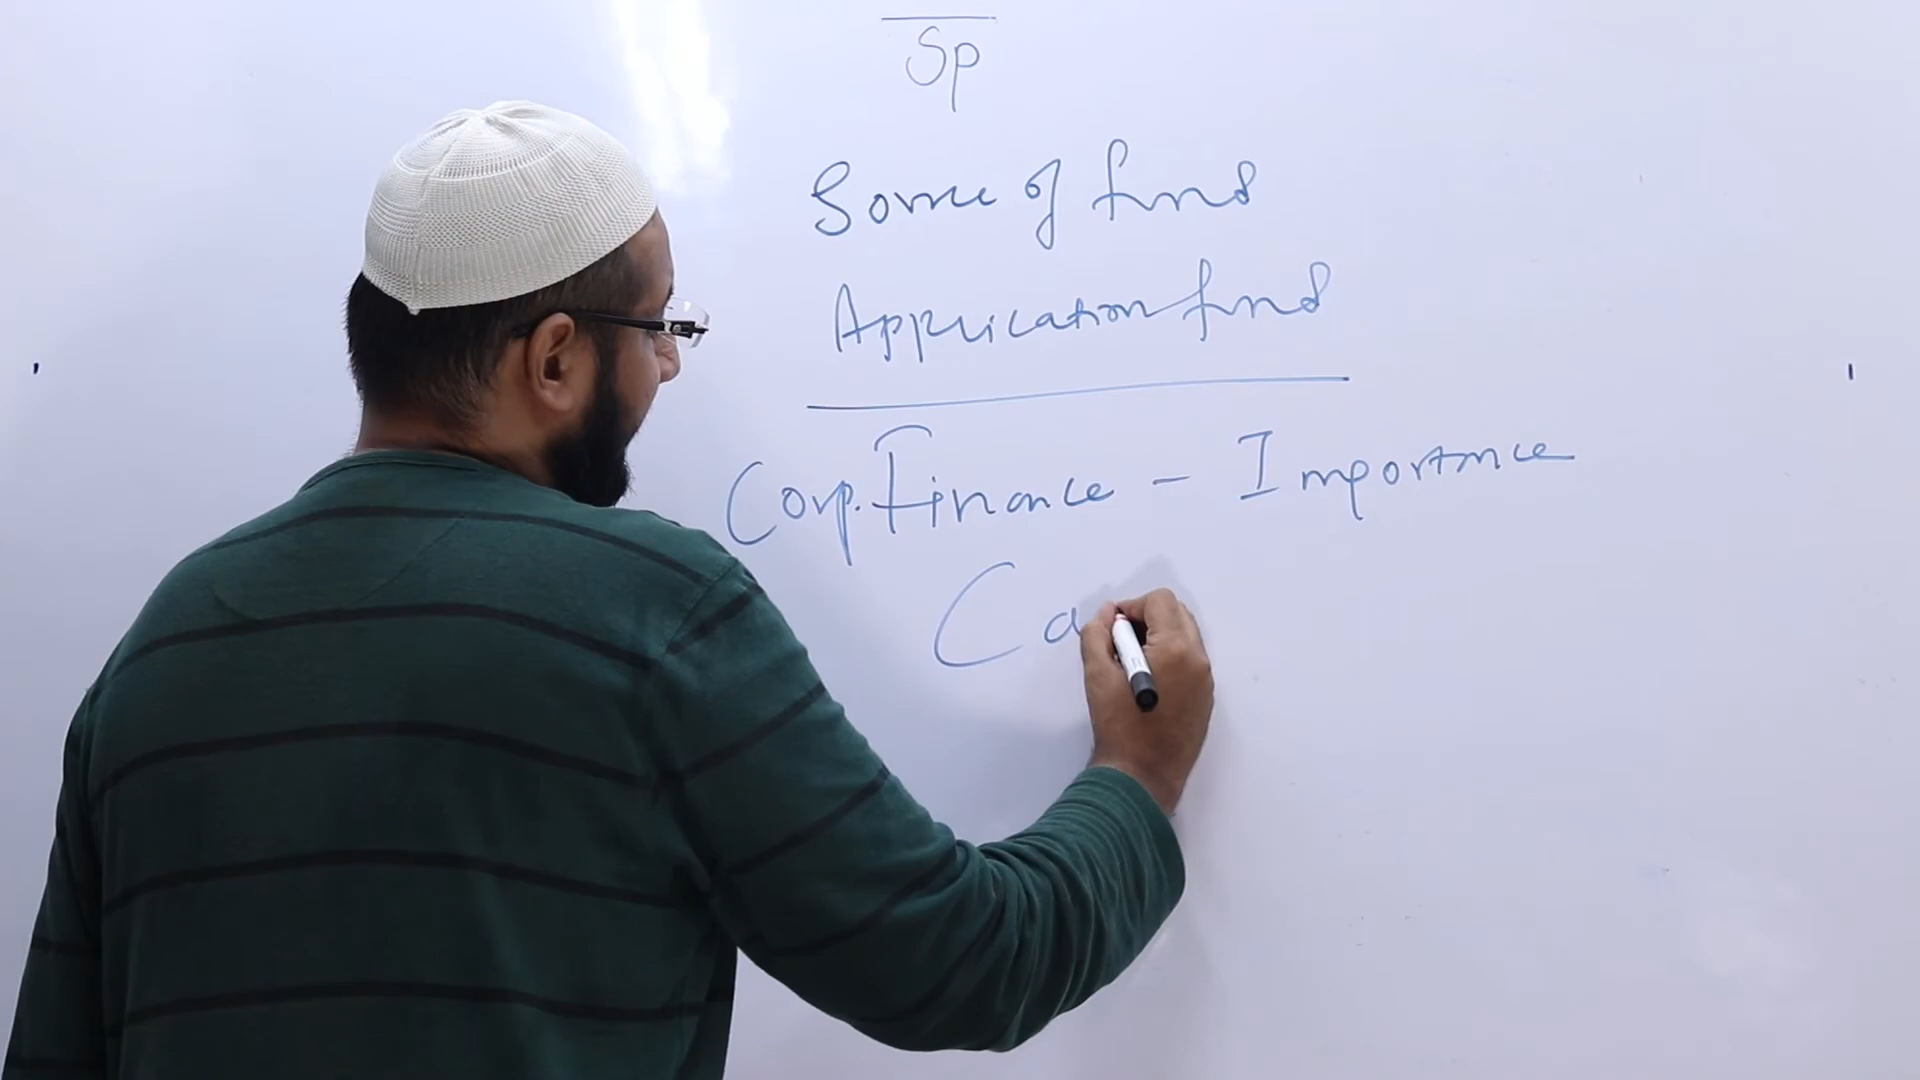 Sp
Source of fund
Application fund
Corp. Finance - Importance
Ca